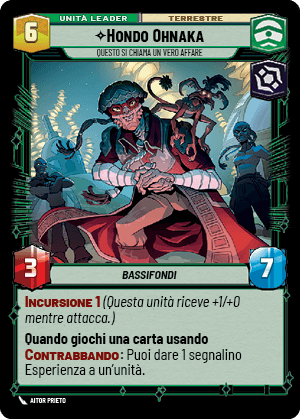 6
UNITÀ LEADER
TERRESTRE
✧HONDO OHNAKA
QUESTO SI CHIAMA UN VERO AFFARE
3
7
BASSIFONDI
INCURSIONE 1 (Questa unità riceve +1/+0
mentre attacca.)
Quando giochi una carta usando
CONTRABBANDO: Puoi dare 1 segnalino
Esperienza a un'unità.
AITOR PRIETO